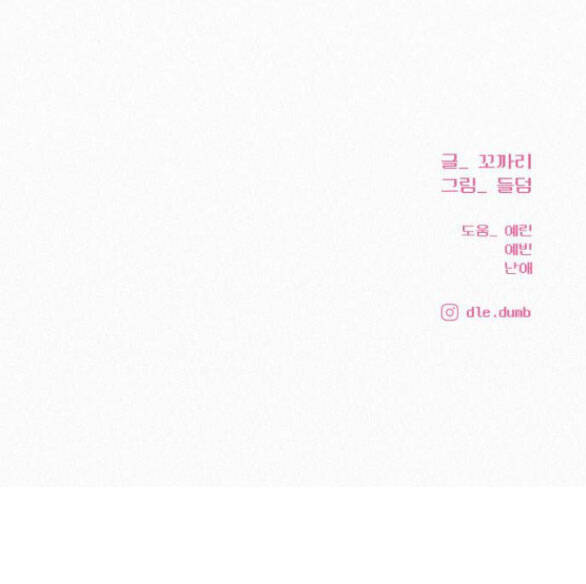 글_ 꼬까리
그림_ 들덤
도움_ 예린
예빈
난애
dle.dumb